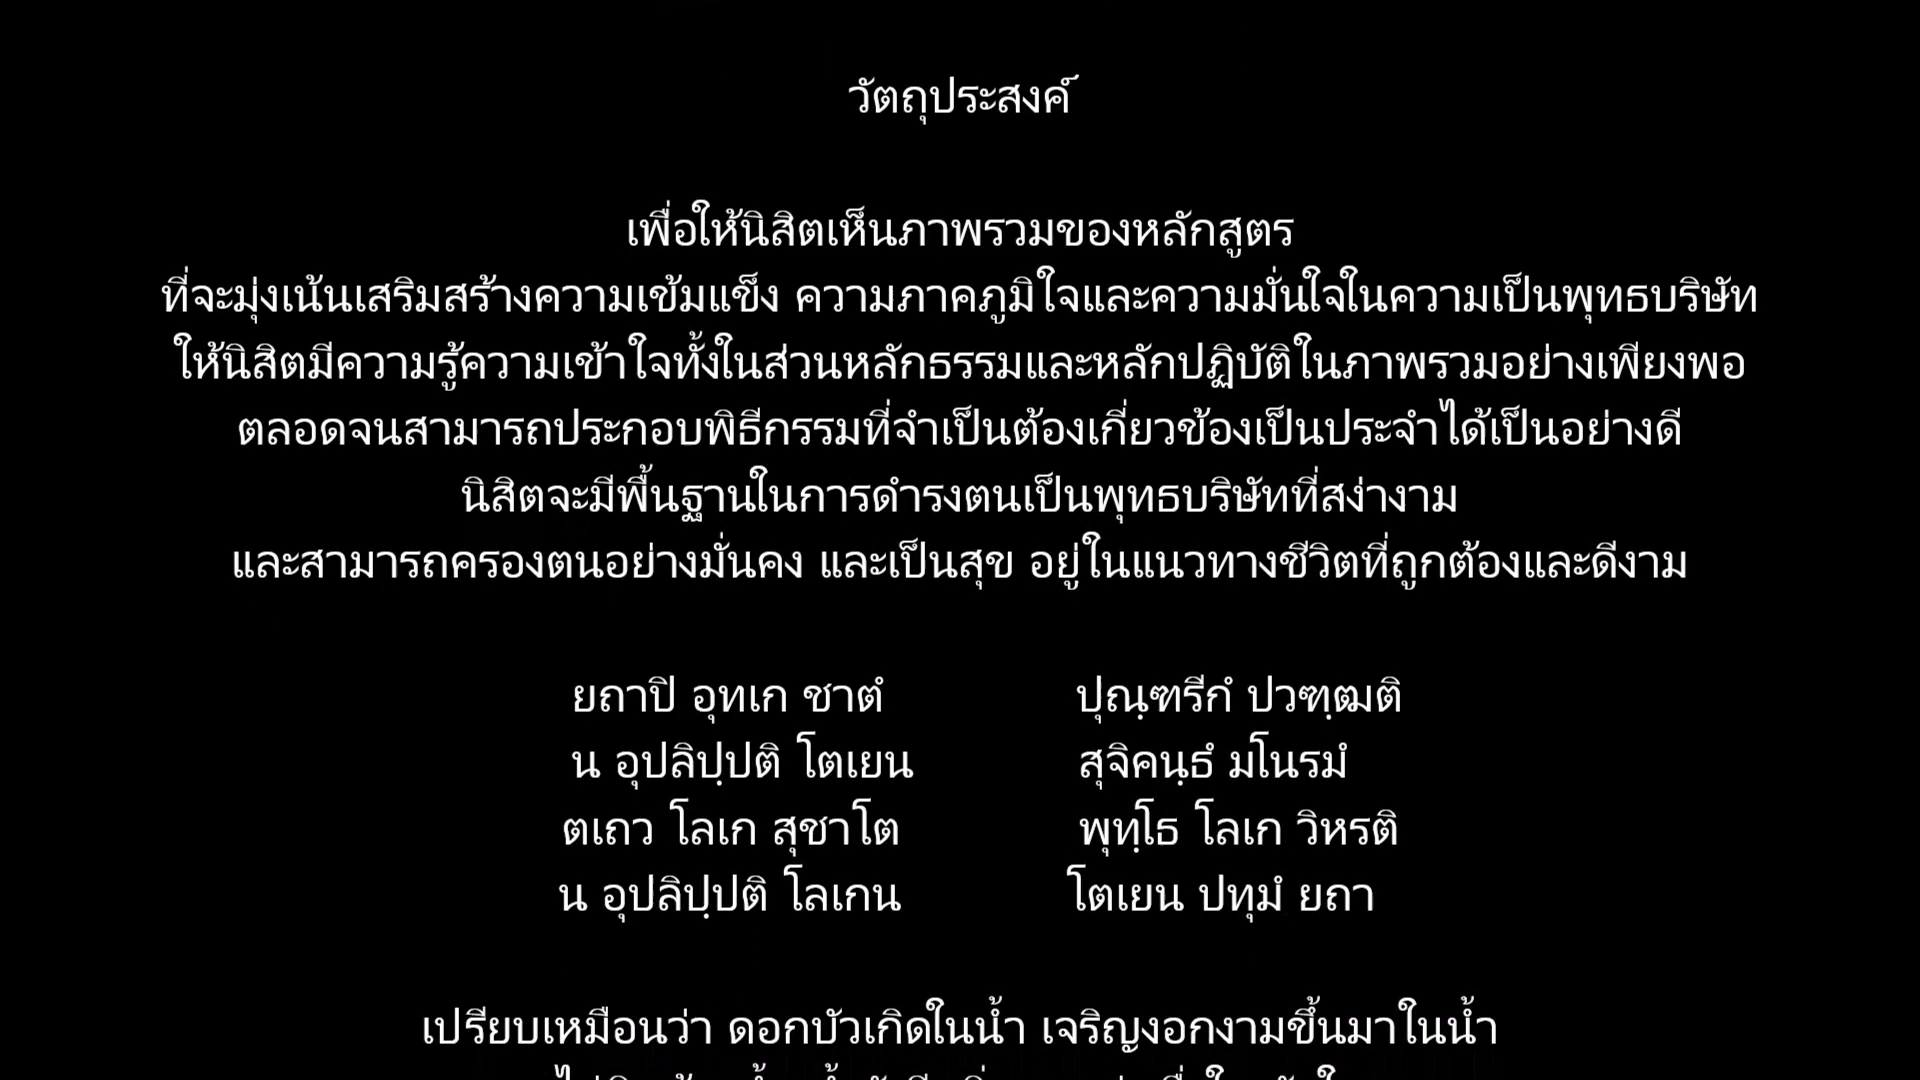 วัตถุประสงค์
เพื่อให้นิสิตเห็นภาพรวมของหลักสูตร
ที่จะมุ่งเน้นเสริมสร้างความเข้มแข็ง ความภาคภูมิใจและความมั่นใจในความเป็นพุทธบริษัท
ให้นิสิตมีความรู้ความเข้าใจทั้งในส่วนหลักธรรมและหลักปฏิบัติในภาพรวมอย่างเพียงพอ
ตลอดจนสามารถประกอบพิธีกรรมที่จำเป็นต้องเกี่ยวข้องเป็นประจำได้เป็นอย่างดี
นิสิตจะมีพื้นฐานในการดำรงตนเป็นพุทธบริษัทที่สง่างาม
และสามารถครองตนอย่างมั่นคง และเป็นสุข อยู่ในแนวทางชีวิตที่ถูกต้องและดีงาม
ยถาปิ อุทเก ชาตํ ปุณฺฑรีกํ ปวฑฺฒติ
น อุปลิปฺปติ โตเยน สุจิคนฺธํ มโนรมํ
ตเถว โลเก สุชาโต พุทฺโธ โลเก วิหรติ
น อุปลิปฺปติ โลเกน โตเยน ปทุมํ ยถา
เปรียบเหมือนว่า ดอกบัวเกิดในน้ำ เจริญงอกงามขึ้นมาในน้ำ